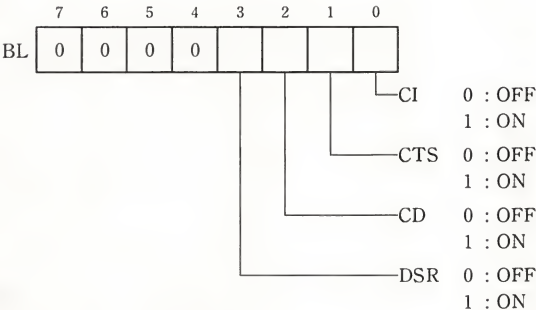 7 6 5 4 3 2 1 0
BL 0 0 0 0
CI 0 : OFF
1 : ON
CTS 0 : OFF
1 : ON
CD 0 : OFF
1 : ON
DSR 0 : OFF
1 : ON